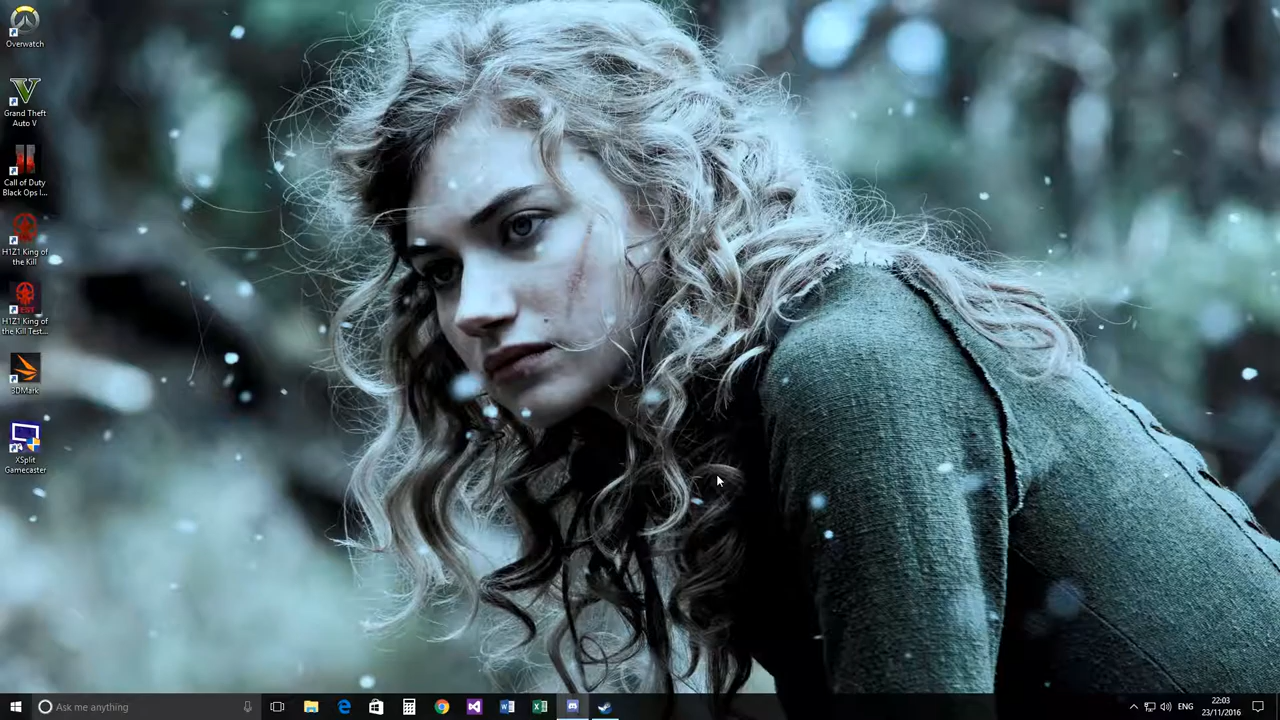 Overwatch
Grand Theft
Auto V
Call of Duty
Black Ops I...
H1Z1 King of
the Kill
H1Z1 King of
the Kill Test...
3DMark
XSplit
Gamecaster
Ask me anything
ENG
22:03
23/11/2016